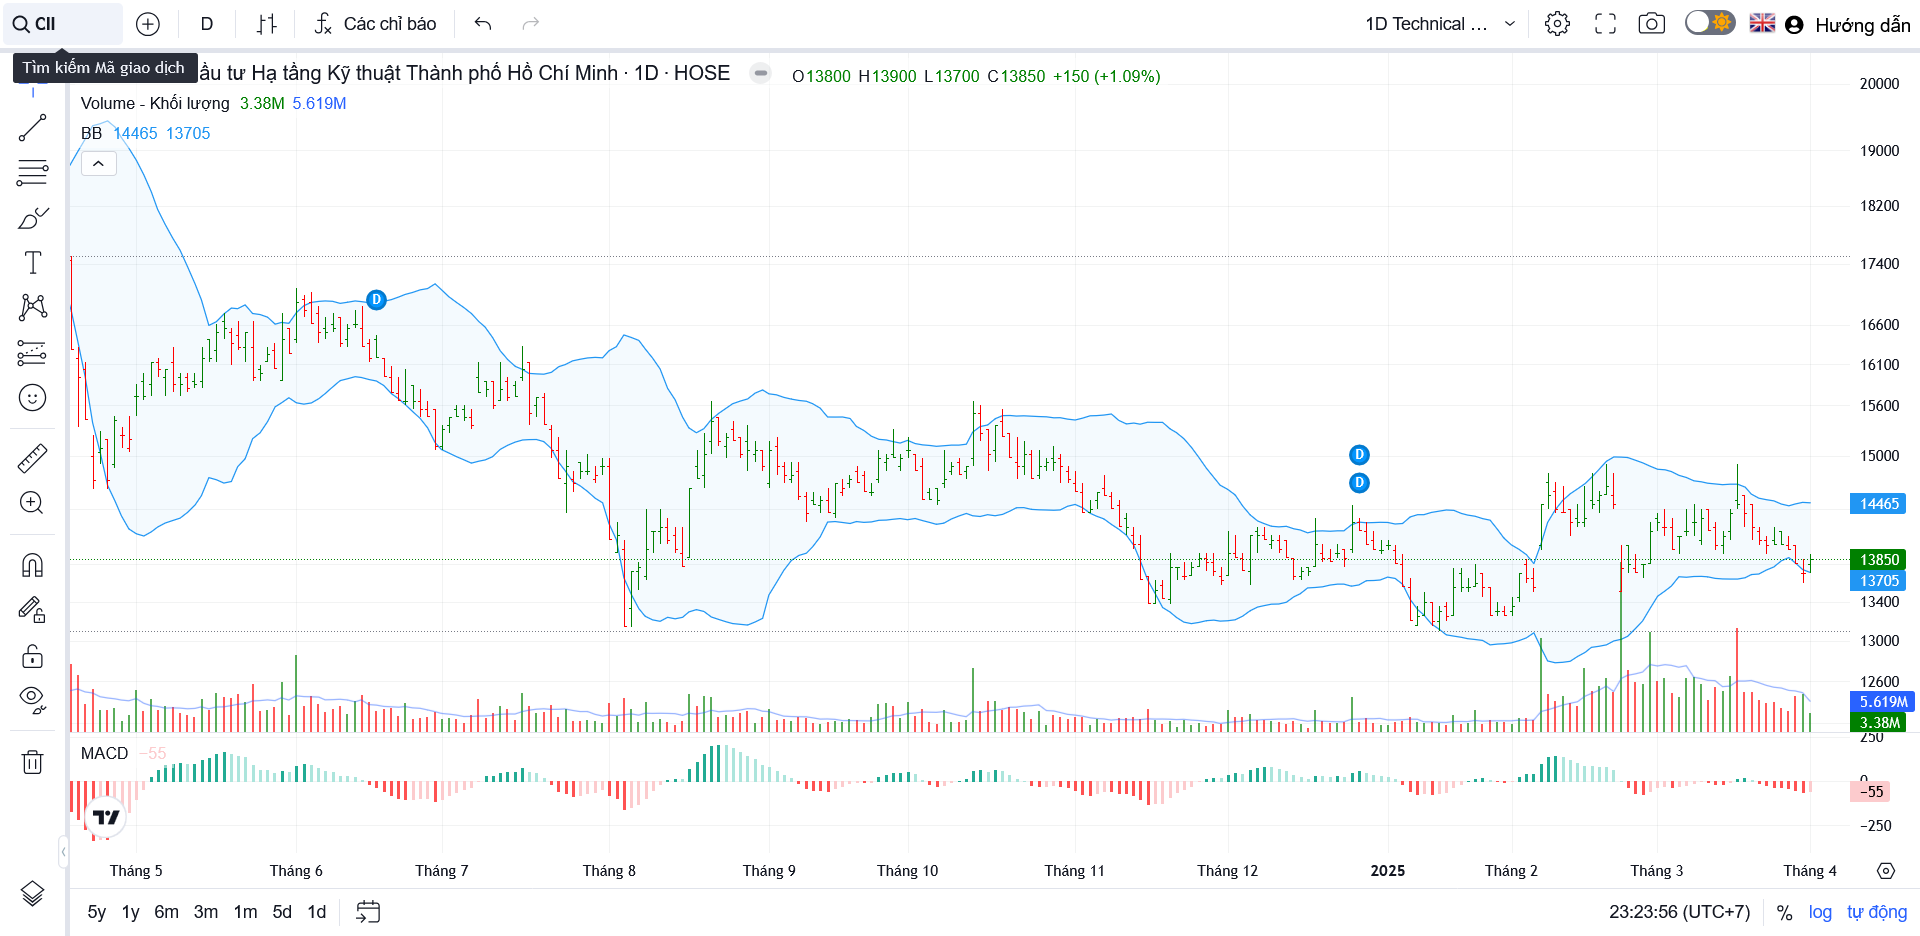 CII
D
Các chỉ báo
1D Technical ...
Hướng dẫn
Tìm kiếm Mã giao dịch
ầu tư Hạ tầng Kỹ thuật Thành phố Hồ Chí Minh · 1D · HOSE
O13800 H13900 L13700 C13850 +150 (+1.09%)
Volume - Khối lượng 3.38M 5.619M
BB 14465 13705
20000
19000
18200
17400
16600
16100
15600
15000
14465
13850
13705
13400
13000
12600
5.619M
3.38M
D
D
D
MACD -55
250
0
-55
-250
Tháng 5
Tháng 6
Tháng 7
Tháng 8
Tháng 9
Tháng 10
Tháng 11
Tháng 12
2025
Tháng 2
Tháng 3
Tháng 4
5y 1y 6m 3m 1m 5d 1d
23:23:56 (UTC+7)
% log tự động